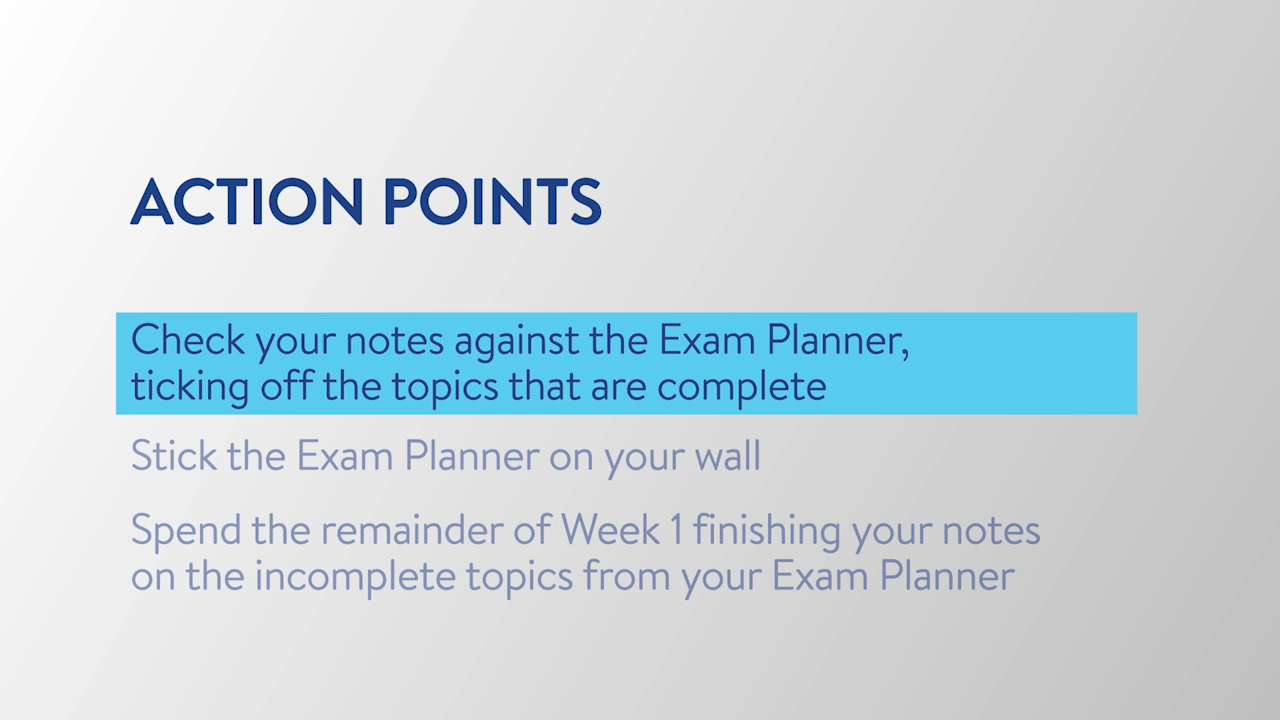 ACTION POINTS
Check your notes against the Exam Planner,
ticking off the topics that are complete
Stick the Exam Planner on your wall
Spend the remainder of Week 1 finishing your notes
on the incomplete topics from your Exam Planner